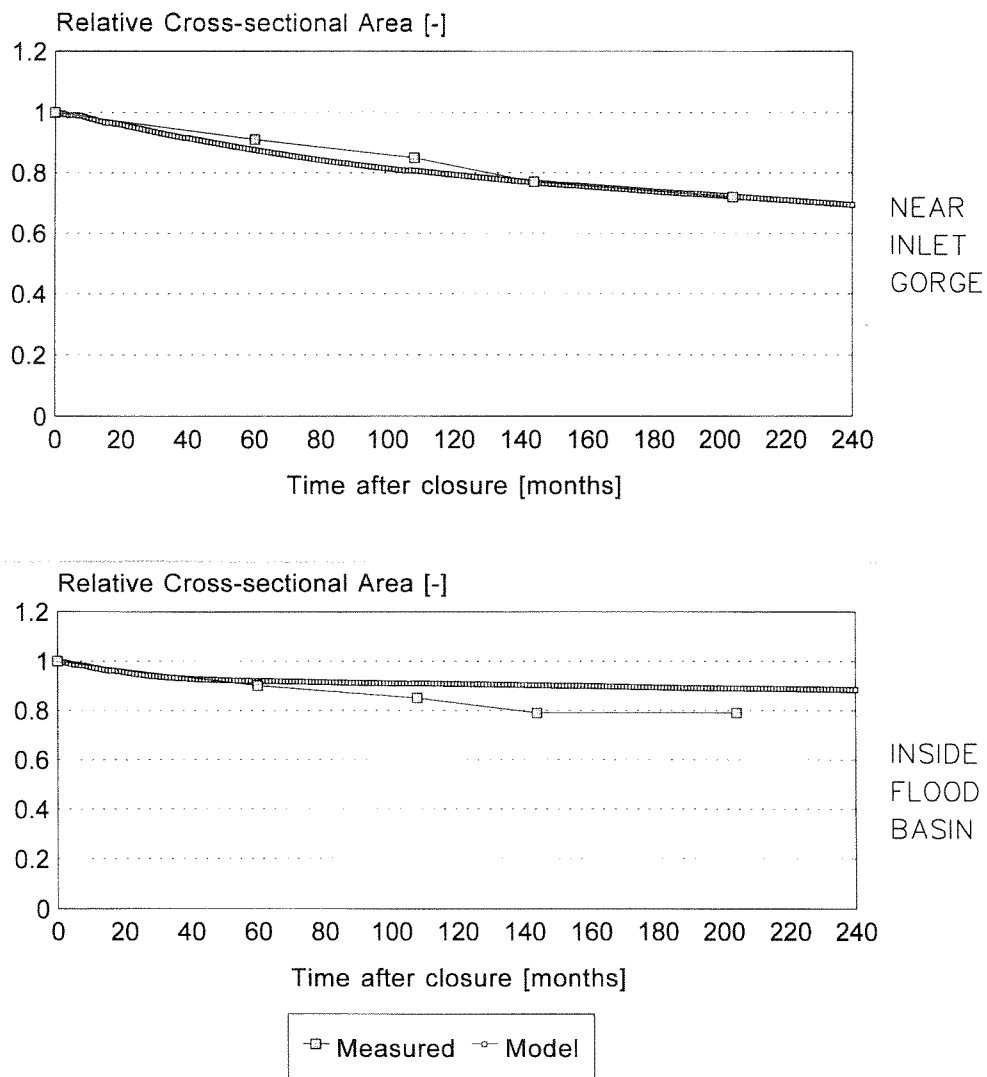 Relative Cross-sectional Area [-]
1.2
1
0.8
0.6
0.4
0.2
0
0 20 40 60 80 100 120 140 160 180 200 220 240
Time after closure [months]
NEAR
INLET
GORGE
Relative Cross-sectional Area [-]
1.2
1
0.8
0.6
0.4
0.2
0
0 20 40 60 80 100 120 140 160 180 200 220 240
Time after closure [months]
INSIDE
FLOOD
BASIN
Measured Model